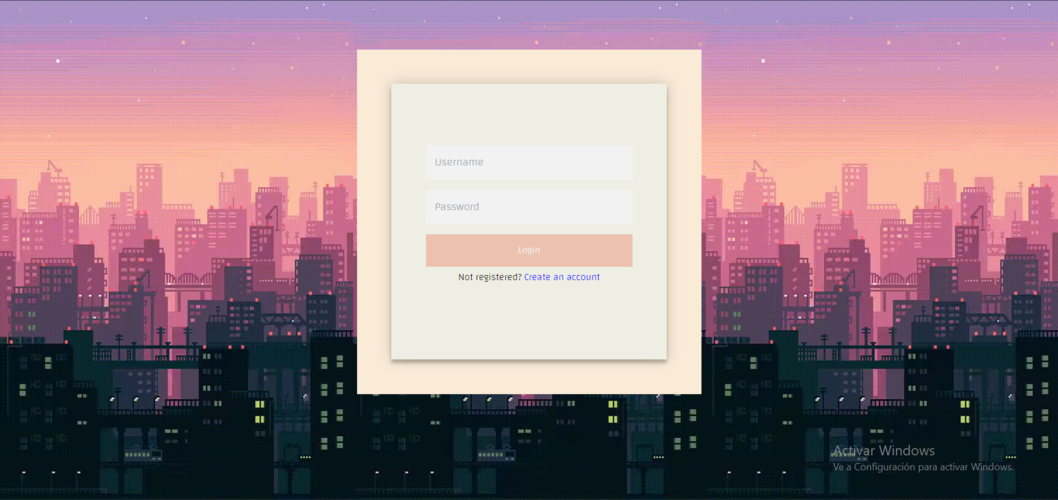 Username
Password
Login
Not registered? Create an account
Activar Windows
Ve a Configuración para activar Windows.